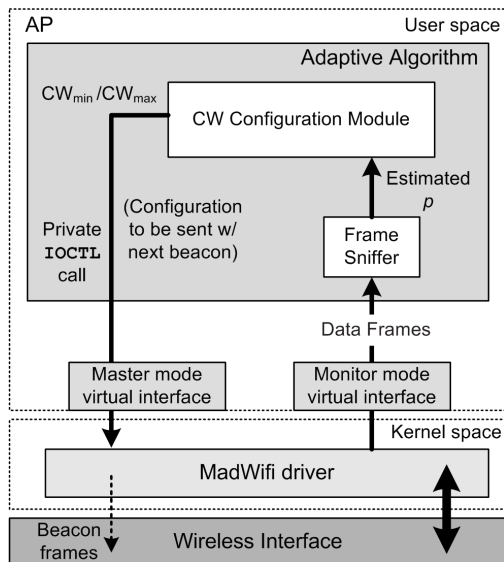 AP
User space
Adaptive Algorithm
CWmin /CWmax
CW Configuration Module
Estimated
p
(Configuration
to be sent w/
next beacon)
Private
IOCTL
call
Frame
Sniffer
Data Frames
Master mode
virtual interface
Monitor mode
virtual interface
Kernel space
MadWifi driver
Beacon
frames
Wireless Interface